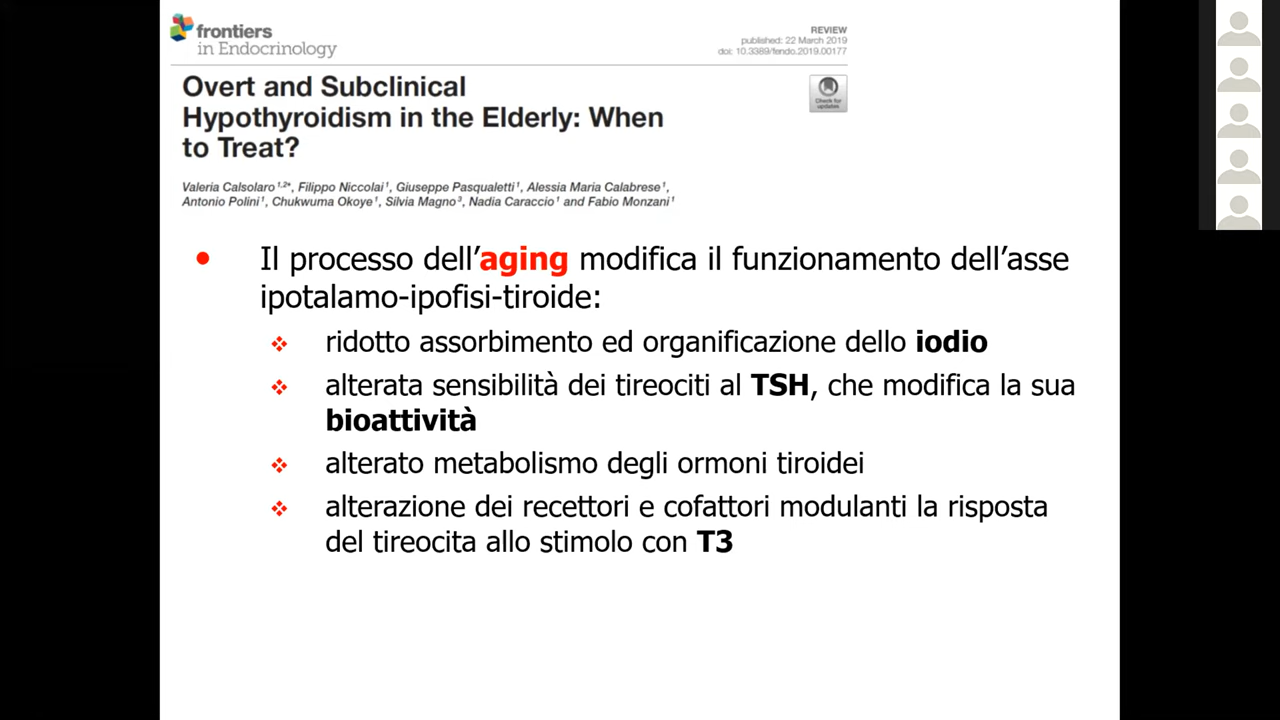 frontiers
in Endocrinology
REVIEW
published: 22 March 2019
doi: 10.3389/fendo.2019.00177
Overt and Subclinical
Hypothyroidism in the Elderly: When
to Treat?
Check for
updates
Valeria Calsolaro 1,2*, Filippo Niccolai 1, Giuseppe Pasqualetti 1, Alessia Maria Calabrese 1,
Antonio Polini 1, Chukwuma Okoye 1, Silvia Magno 3, Nadia Caraccio 1 and Fabio Monzani 1
• Il processo dell’aging modifica il funzionamento dell’asse
ipotalamo-ipofisi-tiroide:
❖ ridotto assorbimento ed organificazione dello iodio
❖ alterata sensibilità dei tireociti al TSH, che modifica la sua
bioattività
❖ alterato metabolismo degli ormoni tiroidei
❖ alterazione dei recettori e cofattori modulanti la risposta
del tireocita allo stimolo con T3